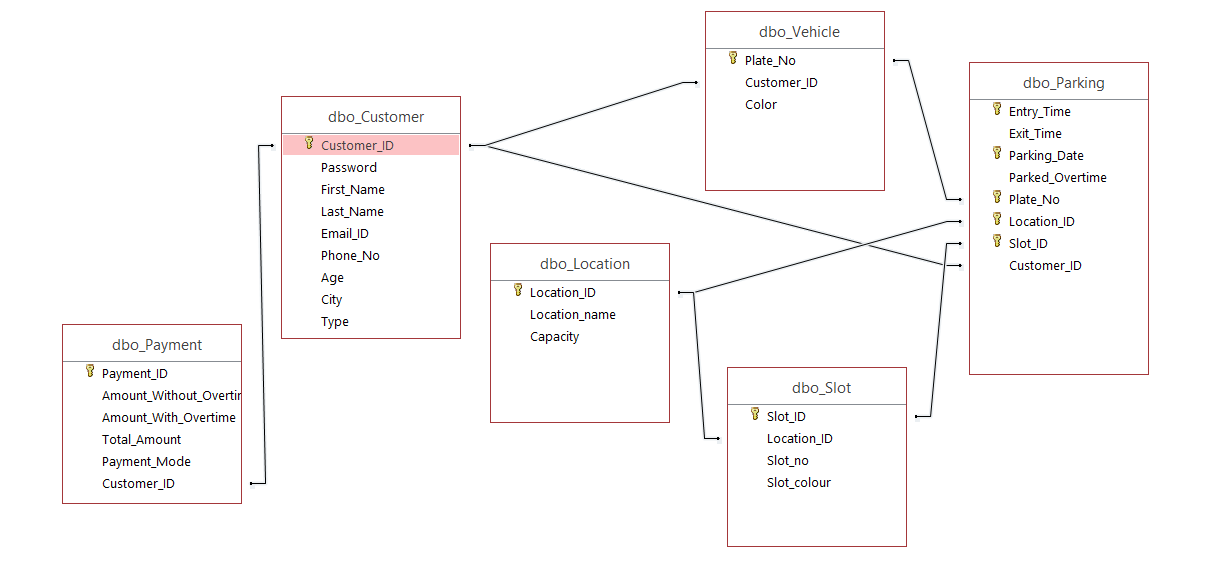 dbo_Vehicle
Plate_No
Customer_ID
Color
dbo_Parking
Entry_Time
Exit_Time
Parking_Date
Parked_Overtime
Plate_No
Location_ID
Slot_ID
Customer_ID
dbo_Customer
Customer_ID
Password
First_Name
Last_Name
Email_ID
Phone_No
Age
City
Type
dbo_Location
Location_ID
Location_name
Capacity
dbo_Payment
Payment_ID
Amount_Without_Overtir
Amount_With_Overtime
Total_Amount
Payment_Mode
Customer_ID
dbo_Slot
Slot_ID
Location_ID
Slot_no
Slot_colour